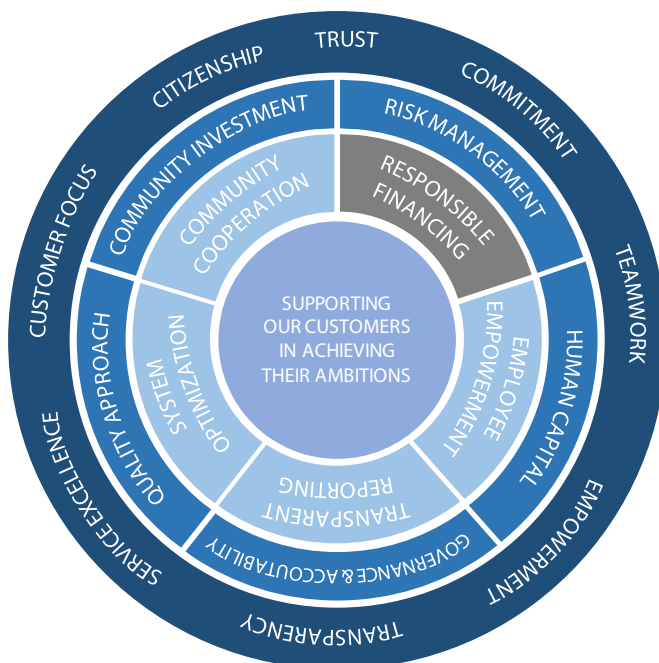 TRUST
COMMITMENT
TEAMWORK
EMPOWERMENT
TRANSPARENCY
SERVICE EXCELLENCE
CUSTOMER FOCUS
CITIZENSHIP
RISK MANAGEMENT
HUMAN CAPITAL
GOVERNANCE & ACCOUTABILITY
QUALITY APPROACH
COMMUNITY INVESTMENT
RESPONSIBLE
FINANCING
EMPLOYEE
EMPOWERMENT
TRANSPARENT
REPORTING
SYSTEM
OPTIMIZATION
COMMUNITY
COOPERATION
SUPPORTING
OUR CUSTOMERS
IN ACHIEVING
THEIR AMBITIONS